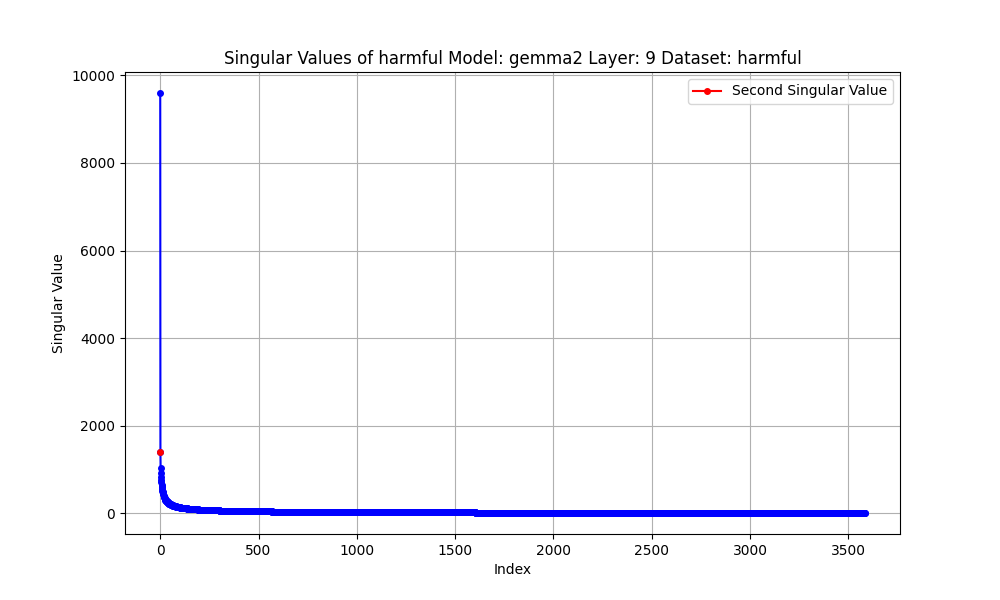 Singular Values of harmful Model: gemma2 Layer: 9 Dataset: harmful
Second Singular Value
10000
8000
6000
4000
2000
0
Singular Value
0 500 1000 1500 2000 2500 3000 3500
Index